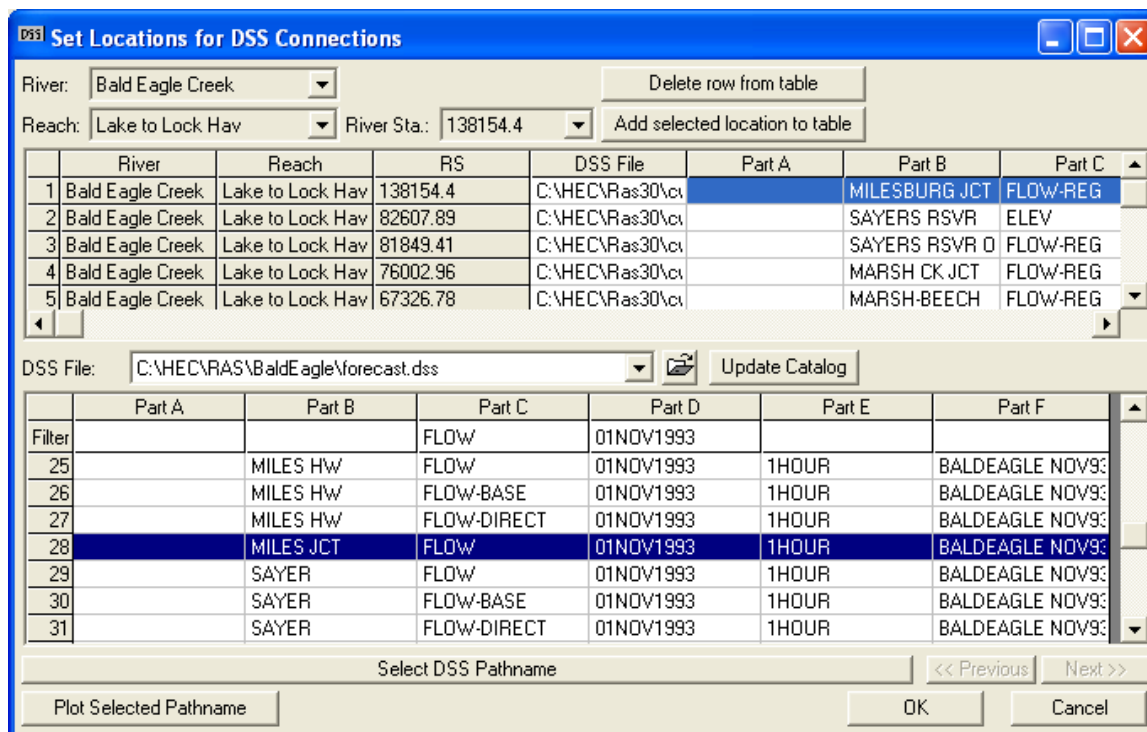 DSS Set Locations for DSS Connections
River: Bald Eagle Creek Delete row from table
Reach: Lake to Lock Hav River Sta.: 138154.4 Add selected location to table
River Reach RS DSS File Part A Part B Part C
1 Bald Eagle Creek Lake to Lock Hav 138154.4 C:\HEC\Ras30\cu MILESBURG JCT FLOW-REG
2 Bald Eagle Creek Lake to Lock Hav 82607.89 C:\HEC\Ras30\cu SAYERS RSVR ELEV
3 Bald Eagle Creek Lake to Lock Hav 81849.41 C:\HEC\Ras30\cu SAYERS RSVR O FLOW-REG
4 Bald Eagle Creek Lake to Lock Hav 76002.96 C:\HEC\Ras30\cu MARSH CK JCT FLOW-REG
5 Bald Eagle Creek Lake to Lock Hav 67326.78 C:\HEC\Ras30\cu MARSH-BEECH FLOW-REG
DSS File: C:\HEC\RAS\BaldEagle\forecast.dss Update Catalog
Part A Part B Part C Part D Part E Part F
Filter FLOW 01NOV1993
25 MILES HW FLOW 01NOV1993 1HOUR BALDEAGLE NOV93
26 MILES HW FLOW-BASE 01NOV1993 1HOUR BALDEAGLE NOV93
27 MILES HW FLOW-DIRECT 01NOV1993 1HOUR BALDEAGLE NOV93
28 MILES JCT FLOW 01NOV1993 1HOUR BALDEAGLE NOV93
29 SAYER FLOW 01NOV1993 1HOUR BALDEAGLE NOV93
30 SAYER FLOW-BASE 01NOV1993 1HOUR BALDEAGLE NOV93
31 SAYER FLOW-DIRECT 01NOV1993 1HOUR BALDEAGLE NOV93
Select DSS Pathname << Previous Next >>
Plot Selected Pathname OK Cancel